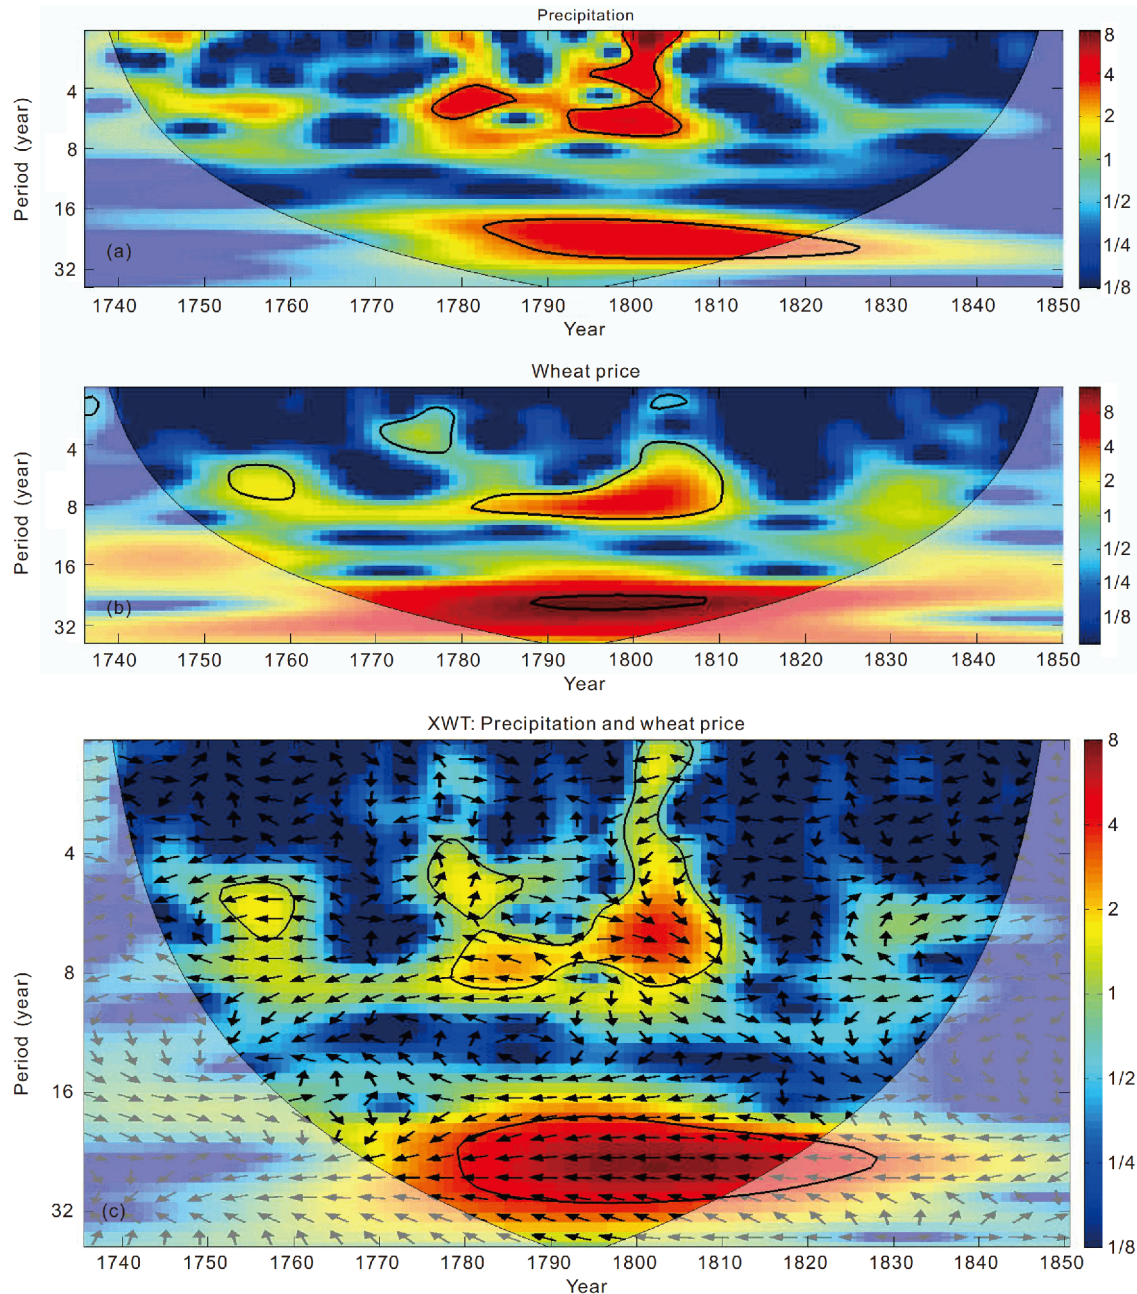 Precipitation
Period (year)
4
8
16
32
(a)
8
4
2
1
1/2
1/4
1/8
1740 1750 1760 1770 1780 1790 1800 1810 1820 1830 1840 1850
Year
Wheat price
Period (year)
4
8
16
32
(b)
8
4
2
1
1/2
1/4
1/8
1740 1750 1760 1770 1780 1790 1800 1810 1820 1830 1840 1850
Year
XWT: Precipitation and wheat price
Period (year)
4
8
16
32
(c)
8
4
2
1
1/2
1/4
1/8
1740 1750 1760 1770 1780 1790 1800 1810 1820 1830 1840 1850
Year